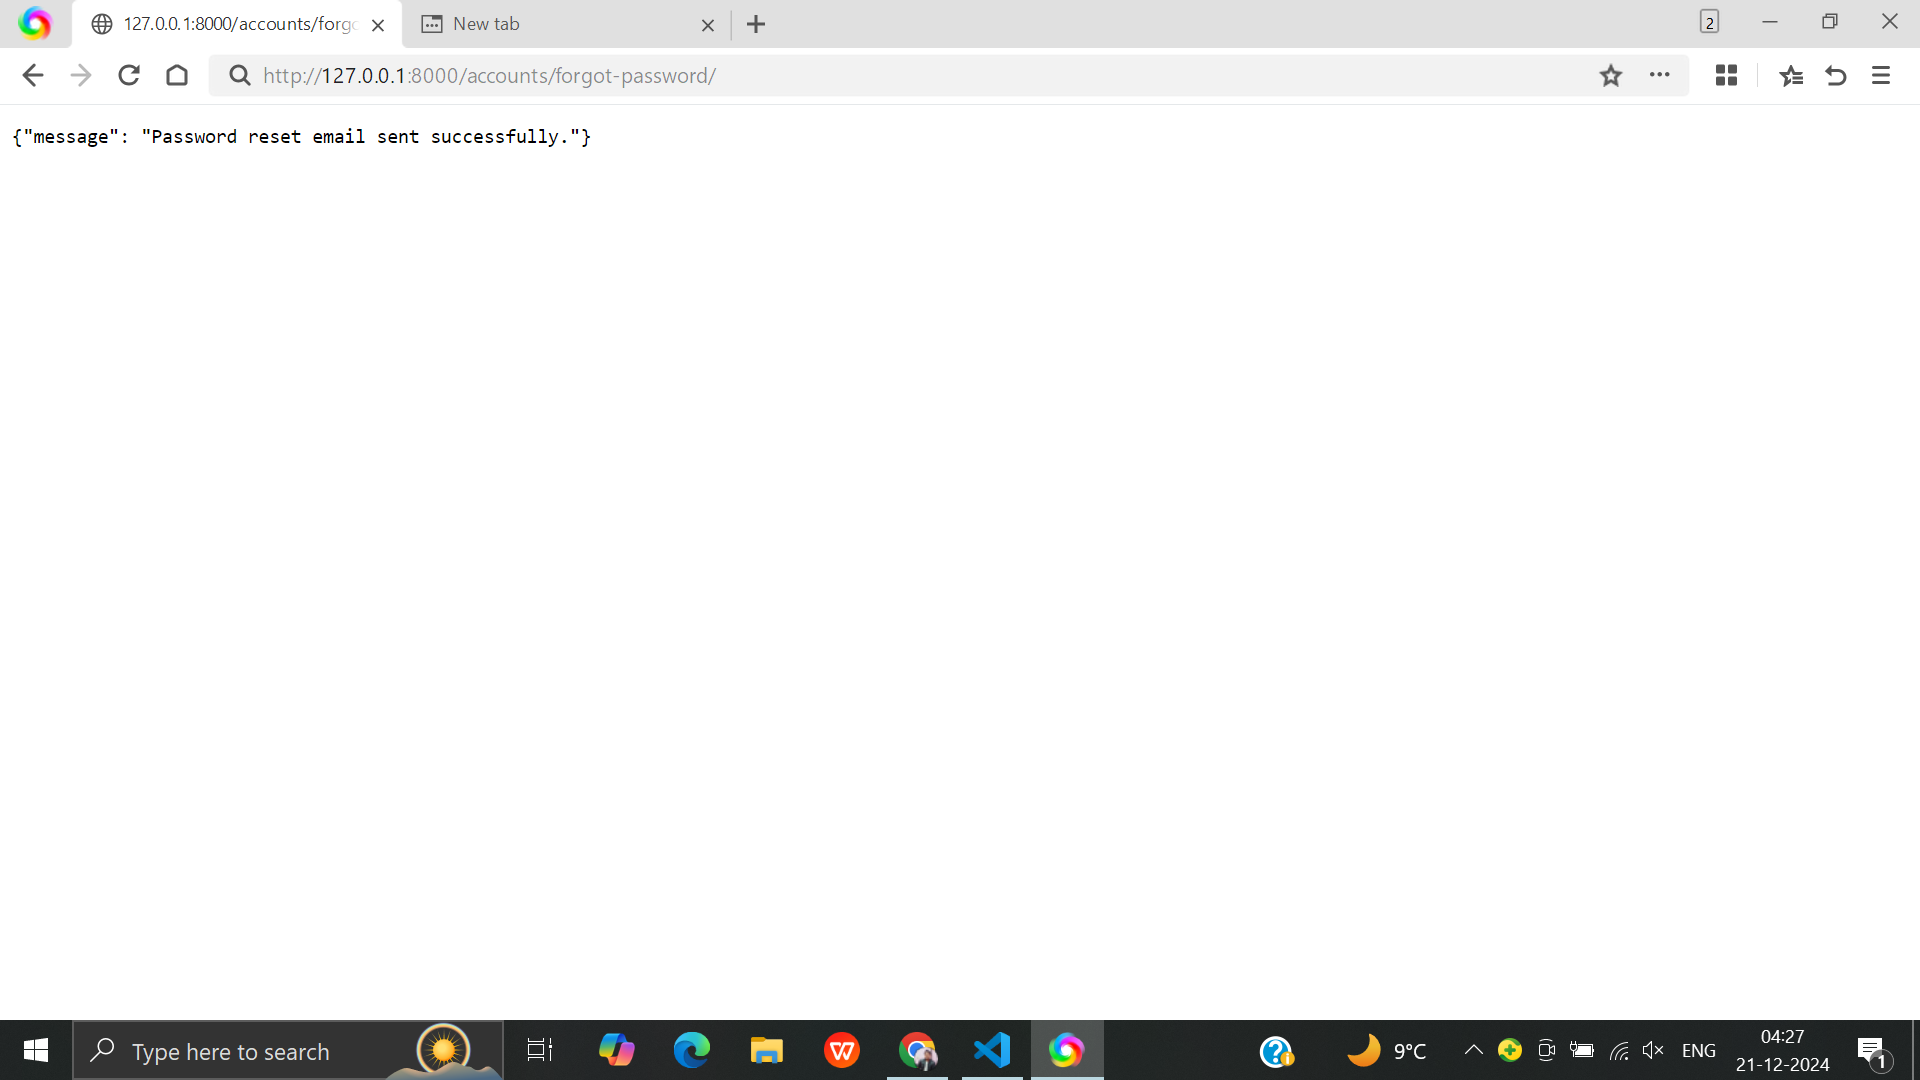 127.0.0.1:8000/accounts/forgo
New tab
2
http://127.0.0.1:8000/accounts/forgot-password/
{"message": "Password reset email sent successfully."}
Type here to search
W
9°C
ENG
04:27
21-12-2024
1